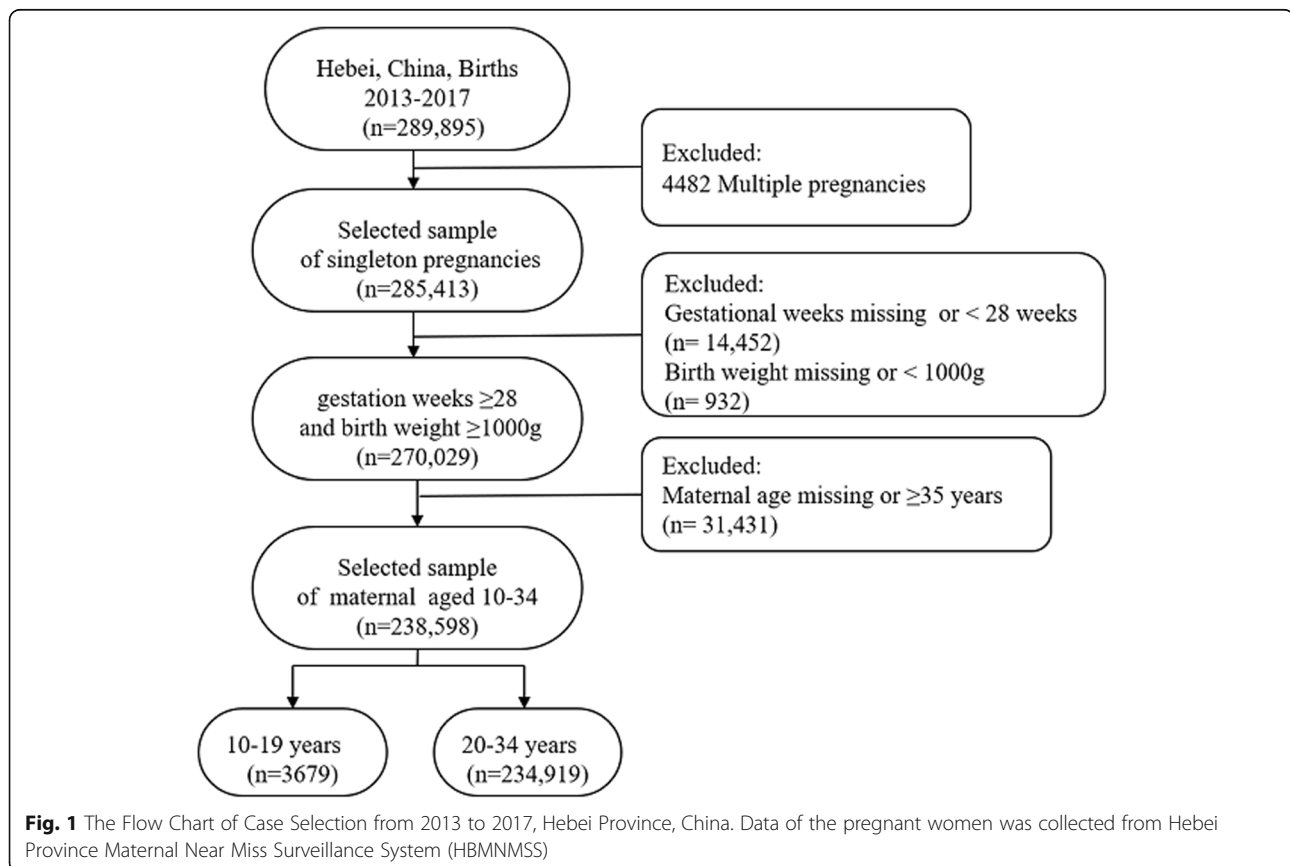 Hebei, China, Births
2013-2017
(n=289,895)
Excluded:
4482 Multiple pregnancies
Selected sample
of singleton pregnancies
(n=285,413)
Excluded:
Gestational weeks missing or < 28 weeks
(n= 14,452)
Birth weight missing or < 1000g
(n= 932)
gestation weeks ≥28
and birth weight ≥1000g
(n=270,029)
Excluded:
Maternal age missing or ≥35 years
(n= 31,431)
Selected sample
of maternal aged 10-34
(n=238,598)
10-19 years
(n=3679)
20-34 years
(n=234,919)
Fig. 1 The Flow Chart of Case Selection from 2013 to 2017, Hebei Province, China. Data of the pregnant women was collected from Hebei
Province Maternal Near Miss Surveillance System (HBMNMSS)